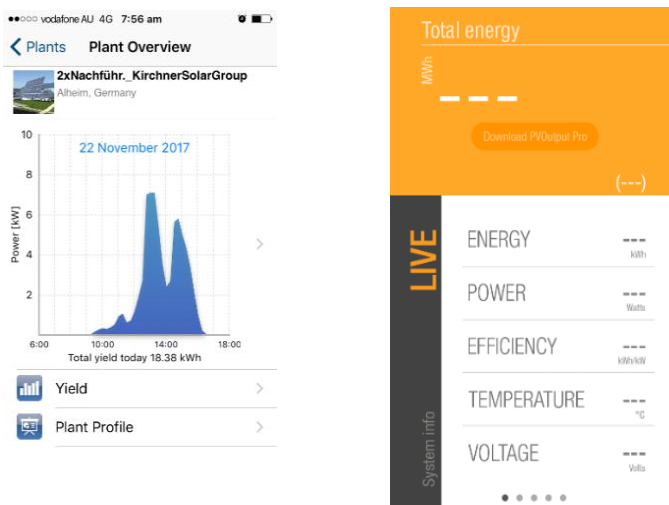 vodafone AU 4G 7:56 am
Plants Plant Overview
2xNachführ._KirchnerSolarGroup
Alheim, Germany
10
22 November 2017
8
6
4
2
Power [kW]
6:00 10:00 14:00 18:00
Total yield today 18.38 kWh
Yield
Plant Profile
Total energy
MWh
---
Download PVOutput Pro
(---)
LIVE
System info
ENERGY ---
kWh
POWER ---
Watts
EFFICIENCY ---
kWh/kW
TEMPERATURE ---
°C
VOLTAGE ---
Volts